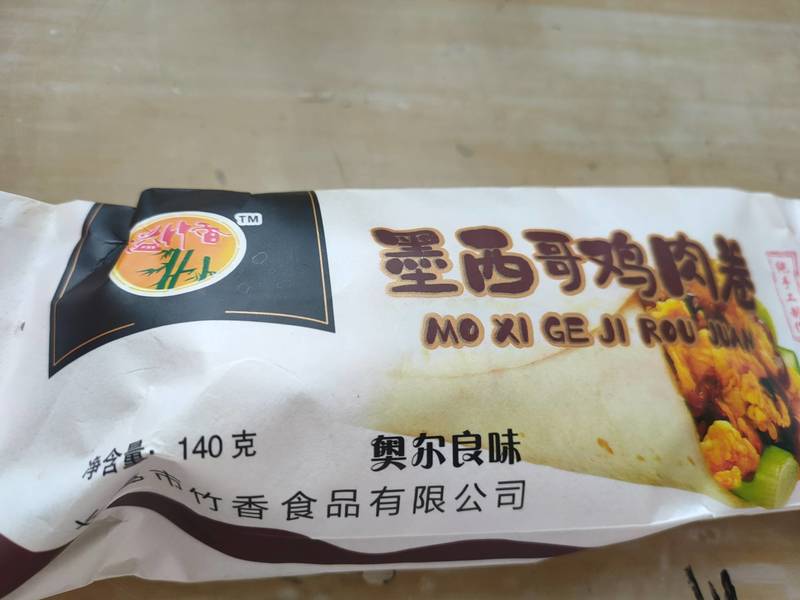 TM
墨西哥鸡肉卷
MO XI GE JI ROU JUAN
净含量: 140 克
奥尔良味
市竹香食品有限公司